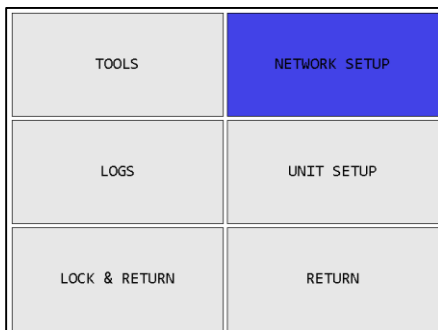 TOOLS
NETWORK SETUP
LOGS
UNIT SETUP
LOCK & RETURN
RETURN